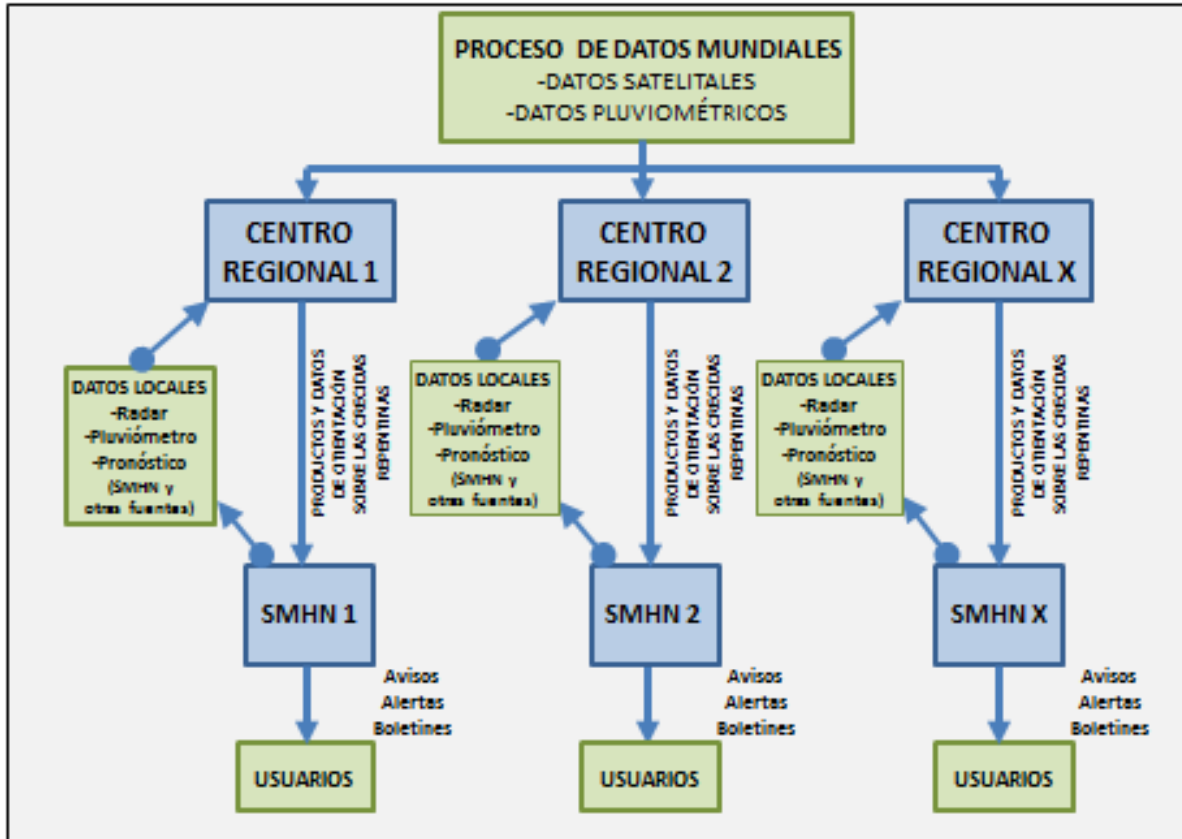 PROCESO DE DATOS MUNDIALES
-DATOS SATELITALES
-DATOS PLUVIOMÉTRICOS
CENTRO
REGIONAL 1
CENTRO
REGIONAL 2
CENTRO
REGIONAL X
DATOS LOCALES
-Radar
-Pluviómetro
-Pronóstico
(SMHN y
otras fuentes)
PRODUCTOS Y DATOS
DE OTIENTACIÓN
SOBRE LAS CRECIDAS
REPENTINAS
DATOS LOCALES
-Radar
-Pluviómetro
-Pronóstico
(SMHN y
otras fuentes)
PRODUCTOS Y DATOS
DE OTIENTACIÓN
SOBRE LAS CRECIDAS
REPENTINAS
DATOS LOCALES
-Radar
-Pluviómetro
-Pronóstico
(SMHN y
otras fuentes)
PRODUCTOS Y DATOS
DE OTIENTACIÓN
SOBRE LAS CRECIDAS
REPENTINAS
SMHN 1
SMHN 2
SMHN X
Avisos
Alertas
Boletines
Avisos
Alertas
Boletines
Avisos
Alertas
Boletines
USUARIOS
USUARIOS
USUARIOS